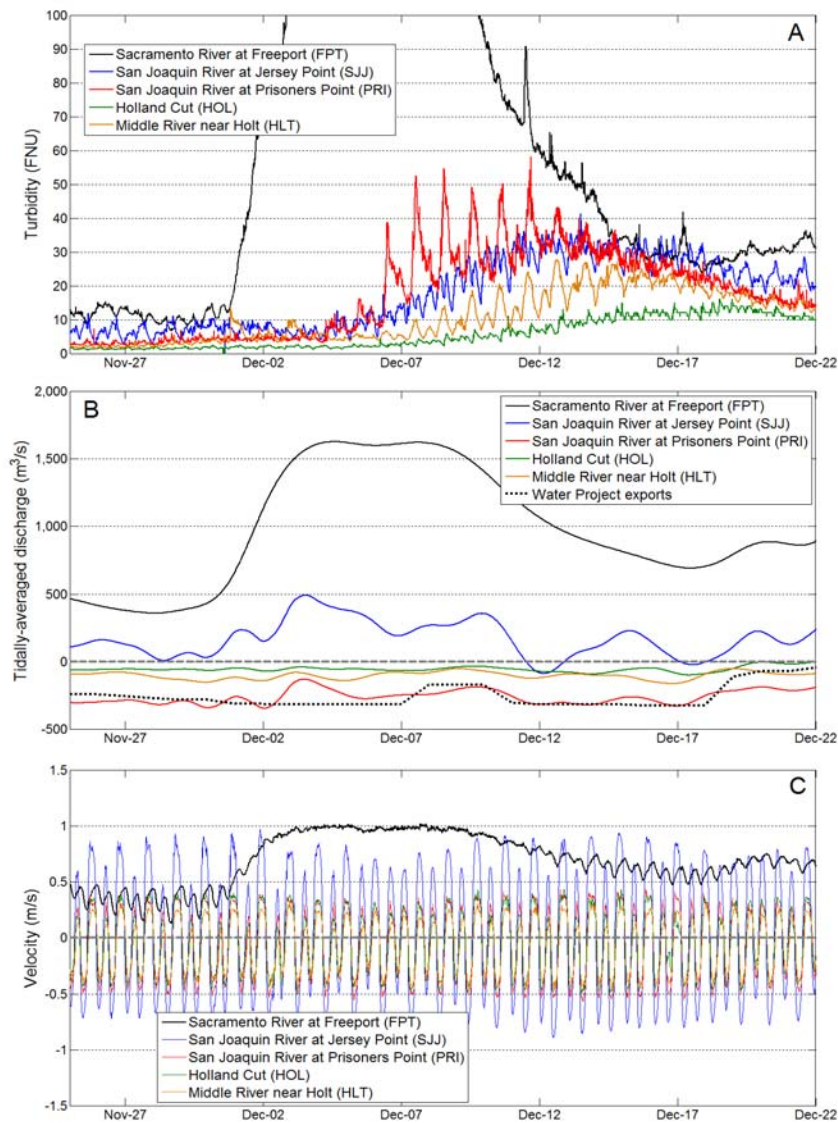 A
100
90
80
70
60
50
40
30
20
10
0
Turbidity (FNU)
Sacramento River at Freeport (FPT)
San Joaquin River at Jersey Point (SJJ)
San Joaquin River at Prisoners Point (PRI)
Holland Cut (HOL)
Middle River near Holt (HLT)
Nov-27 Dec-02 Dec-07 Dec-12 Dec-17 Dec-22
B
2,000
1,500
1,000
500
0
-500
Tidally-averaged discharge (m³/s)
Sacramento River at Freeport (FPT)
San Joaquin River at Jersey Point (SJJ)
San Joaquin River at Prisoners Point (PRI)
Holland Cut (HOL)
Middle River near Holt (HLT)
Water Project exports
Nov-27 Dec-02 Dec-07 Dec-12 Dec-17 Dec-22
C
1.5
1
0.5
0
-0.5
-1
-1.5
Velocity (m/s)
Sacramento River at Freeport (FPT)
San Joaquin River at Jersey Point (SJJ)
San Joaquin River at Prisoners Point (PRI)
Holland Cut (HOL)
Middle River near Holt (HLT)
Nov-27 Dec-02 Dec-07 Dec-12 Dec-17 Dec-22